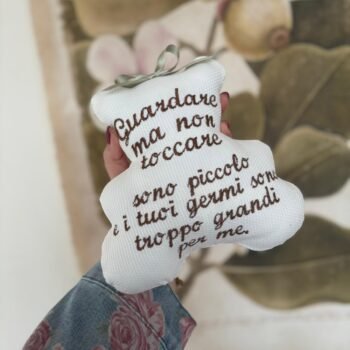 Guardare
ma non
toccare
sono piccolo
e i tuoi germi sono
troppo grandi
per me.